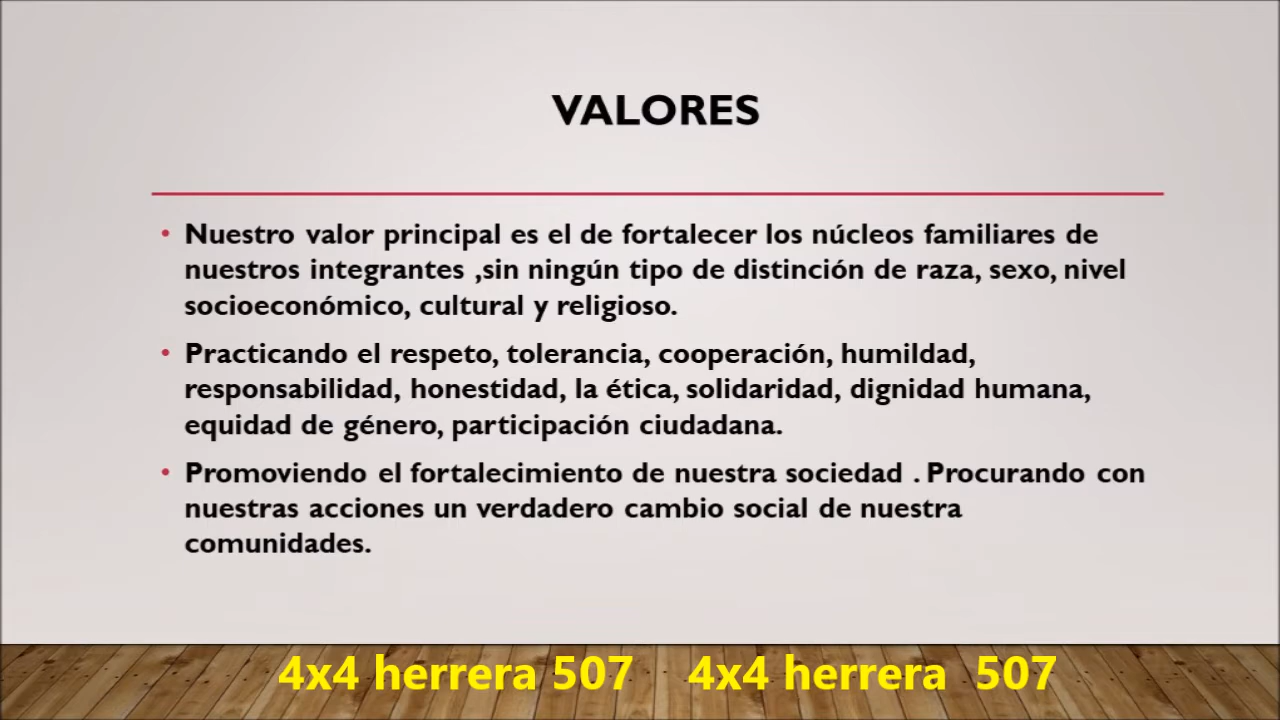 VALORES
• Nuestro valor principal es el de fortalecer los núcleos familiares de
nuestros integrantes ,sin ningún tipo de distinción de raza, sexo, nivel
socioeconómico, cultural y religioso.
• Practicando el respeto, tolerancia, cooperación, humildad,
responsabilidad, honestidad, la ética, solidaridad, dignidad humana,
equidad de género, participación ciudadana.
• Promoviendo el fortalecimiento de nuestra sociedad . Procurando con
nuestras acciones un verdadero cambio social de nuestra
comunidades.
4x4 herrera 507 4x4 herrera 507